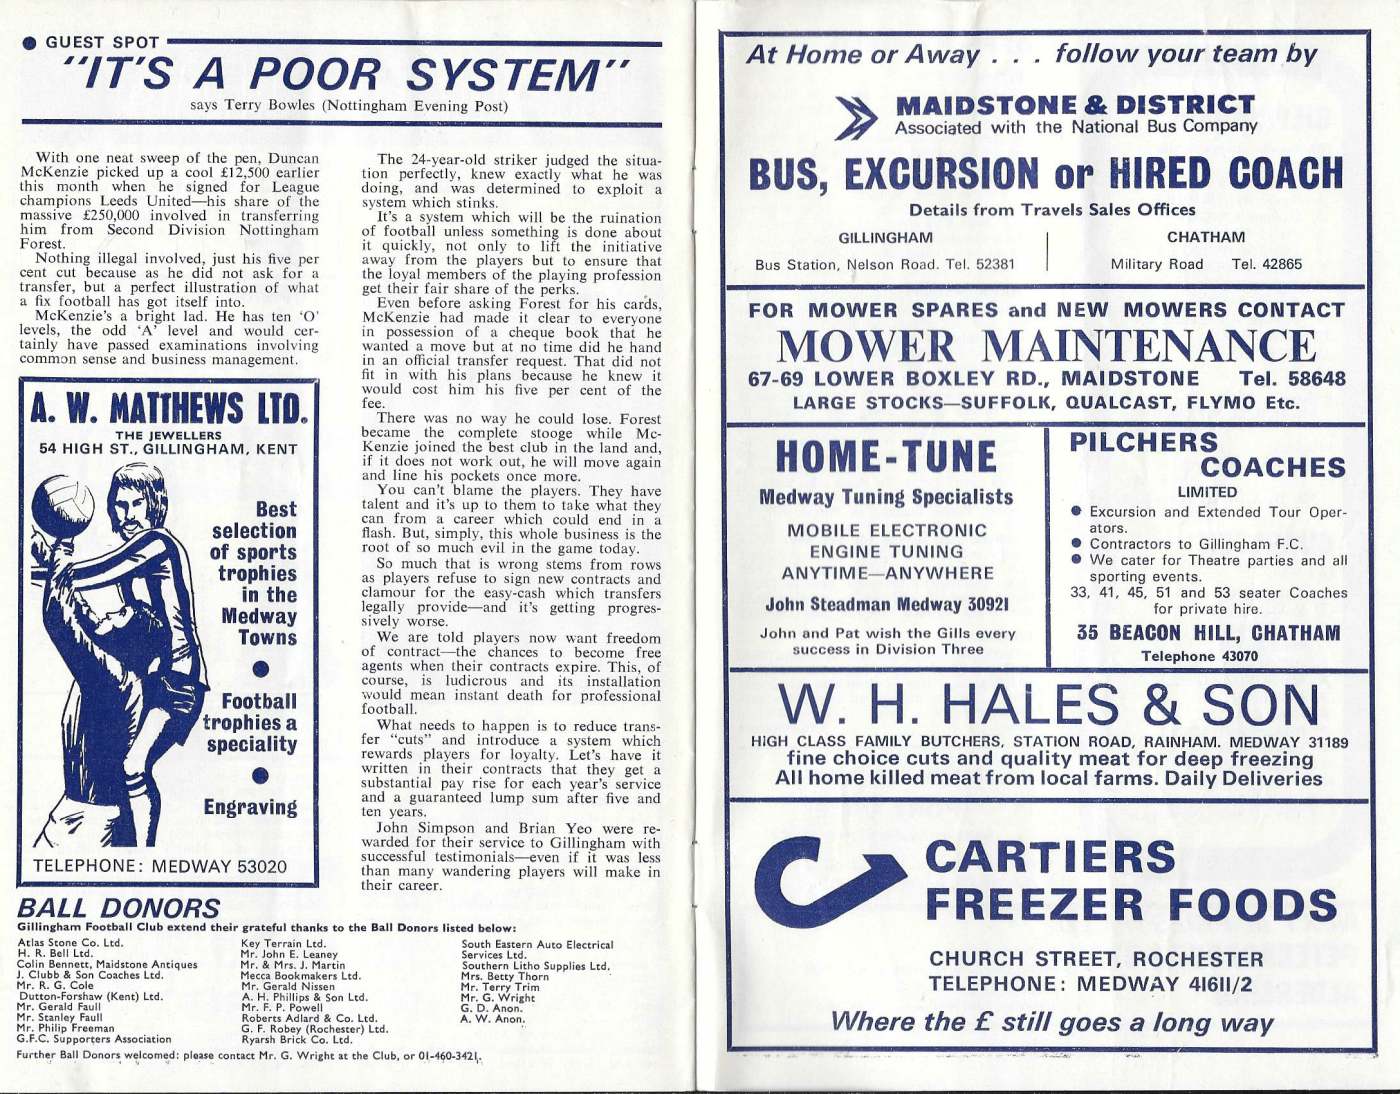 ● GUEST SPOT
"IT'S A POOR SYSTEM"
says Terry Bowles (Nottingham Evening Post)
With one neat sweep of the pen, Duncan
McKenzie picked up a cool £12,500 earlier
this month when he signed for League
champions Leeds United—his share of the
massive £250,000 involved in transferring
him from Second Division Nottingham
Forest.
Nothing illegal involved, just his five per
cent cut because as he did not ask for a
transfer, but a perfect illustration of what
a fix football has got itself into.
McKenzie's a bright lad. He has ten 'O'
levels, the odd 'A' level and would cer-
tainly have passed examinations involving
common sense and business management.
A. W. MATTHEWS LTD.
THE JEWELLERS
54 HIGH ST., GILLINGHAM, KENT
Best
selection
of sports
trophies
in the
Medway
Towns
●
Football
trophies a
speciality
●
Engraving
TELEPHONE: MEDWAY 53020
The 24-year-old striker judged the situa-
tion perfectly, knew exactly what he was
doing, and was determined to exploit a
system which stinks.
It's a system which will be the ruination
of football unless something is done about
it quickly, not only to lift the initiative
away from the players but to ensure that
the loyal members of the playing profession
get their fair share of the perks.
Even before asking Forest for his cards,
McKenzie had made it clear to everyone
in possession of a cheque book that he
wanted a move but at no time did he hand
in an official transfer request. That did not
fit in with his plans because he knew it
would cost him his five per cent of the
fee.
There was no way he could lose. Forest
became the complete stooge while Mc-
Kenzie joined the best club in the land and,
if it does not work out, he will move again
and line his pockets once more.
You can't blame the players. They have
talent and it's up to them to take what they
can from a career which could end in a
flash. But, simply, this whole business is the
root of so much evil in the game today.
So much that is wrong stems from rows
as players refuse to sign new contracts and
clamour for the easy-cash which transfers
legally provide—and it's getting progres-
sively worse.
We are told players now want freedom
of contract—the chances to become free
agents when their contracts expire. This, of
course, is ludicrous and its installation
would mean instant death for professional
football.
What needs to happen is to reduce trans-
fer "cuts" and introduce a system which
rewards players for loyalty. Let's have it
written in their contracts that they get a
substantial pay rise for each year's service
and a guaranteed lump sum after five and
ten years.
John Simpson and Brian Yeo were re-
warded for their service to Gillingham with
successful testimonials—even if it was less
than many wandering players will make in
their career.
BALL DONORS
Gillingham Football Club extend their grateful thanks to the Ball Donors listed below:
Atlas Stone Co. Ltd.
H. R. Bell Ltd.
Colin Bennett, Maidstone Antiques
J. Clubb & Son Coaches Ltd.
Mr. R. G. Cole
Dutton-Forshaw (Kent) Ltd.
Mr. Gerald Faull
Mr. Stanley Faull
Mr. Philip Freeman
G.F.C. Supporters Association
Key Terrain Ltd.
Mr. John E. Leaney
Mr. & Mrs. J. Martin
Mecca Bookmakers Ltd.
Mr. Gerald Nissen
A. H. Phillips & Son Ltd.
Mr. F. P. Powell
Roberts Adlard & Co. Ltd.
G. F. Robey (Rochester) Ltd.
Ryarsh Brick Co. Ltd.
South Eastern Auto Electrical
Services Ltd.
Southern Litho Supplies Ltd.
Mrs. Betty Thorn
Mr. Terry Trim
Mr. G. Wright
G. D. Anon.
A. W. Anon.
Further Ball Donors welcomed: please contact Mr. G. Wright at the Club, or 01-460-3421.
At Home or Away . . . follow your team by
MAIDSTONE & DISTRICT
Associated with the National Bus Company
BUS, EXCURSION or HIRED COACH
Details from Travels Sales Offices
GILLINGHAM
Bus Station, Nelson Road. Tel. 52381
CHATHAM
Military Road Tel. 42865
FOR MOWER SPARES and NEW MOWERS CONTACT
MOWER MAINTENANCE
67-69 LOWER BOXLEY RD., MAIDSTONE Tel. 58648
LARGE STOCKS—SUFFOLK, QUALCAST, FLYMO Etc.
HOME-TUNE
Medway Tuning Specialists
MOBILE ELECTRONIC
ENGINE TUNING
ANYTIME—ANYWHERE
John Steadman Medway 30921
John and Pat wish the Gills every
success in Division Three
PILCHERS
COACHES
LIMITED
● Excursion and Extended Tour Oper-
ators.
● Contractors to Gillingham F.C.
● We cater for Theatre parties and all
sporting events.
33, 41, 45, 51 and 53 seater Coaches
for private hire.
35 BEACON HILL, CHATHAM
Telephone 43070
W. H. HALES & SON
HIGH CLASS FAMILY BUTCHERS, STATION ROAD, RAINHAM. MEDWAY 31189
fine choice cuts and quality meat for deep freezing
All home killed meat from local farms. Daily Deliveries
CARTIERS
FREEZER FOODS
CHURCH STREET, ROCHESTER
TELEPHONE: MEDWAY 41611/2
Where the £ still goes a long way